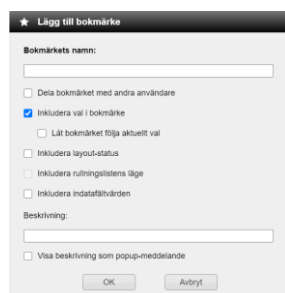 Lägg till bokmärke
Bokmärkets namn:
Dela bokmärket med andra användare
Inkludera val i bokmärke
Låt bokmärket följa aktuellt val
Inkludera layout-status
Inkludera rullningslistens läge
Inkludera indatafältvärden
Beskrivning:
Visa beskrivning som popup-meddelande
OK Avbryt